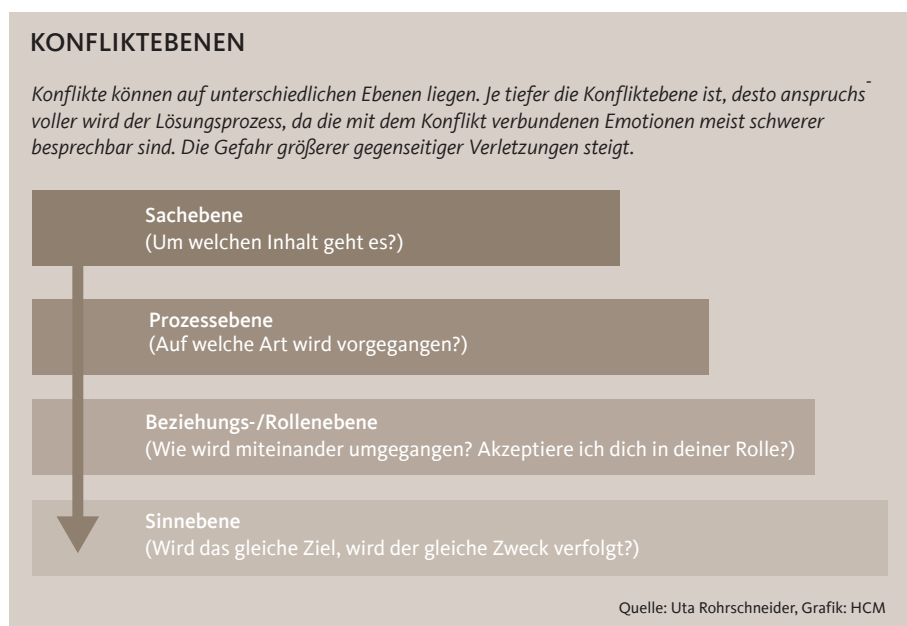 KONFLIKTEBENEN
Konflikte können auf unterschiedlichen Ebenen liegen. Je tiefer die Konfliktebene ist, desto anspruchs-
voller wird der Lösungsprozess, da die mit dem Konflikt verbundenen Emotionen meist schwerer
besprechbar sind. Die Gefahr größerer gegenseitiger Verletzungen steigt.
Sachebene
(Um welchen Inhalt geht es?)
Prozessebene
(Auf welche Art wird vorgegangen?)
Beziehungs-/Rollenebene
(Wie wird miteinander umgegangen? Akzeptiere ich dich in deiner Rolle?)
Sinnebene
(Wird das gleiche Ziel, wird der gleiche Zweck verfolgt?)
Quelle: Uta Rohrschneider, Grafik: HCM